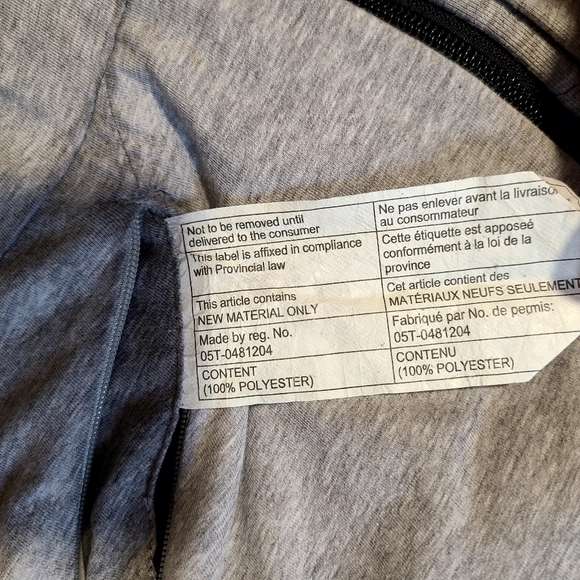 Not to be removed until
delivered to the consumer
This label is affixed in compliance
with Provincial law
This article contains
NEW MATERIAL ONLY
Made by reg. No.
05T-0481204
CONTENT
(100% POLYESTER)
Ne pas enlever avant la livraison
au consommateur
Cette étiquette est apposé
conformément à la loi de la
province
Cet article contient des
MATÉRIAUX NEUFS SEULEMENT
Fabriqué par No. de permis:
05T-0481204
CONTENU
(100% POLYESTER)